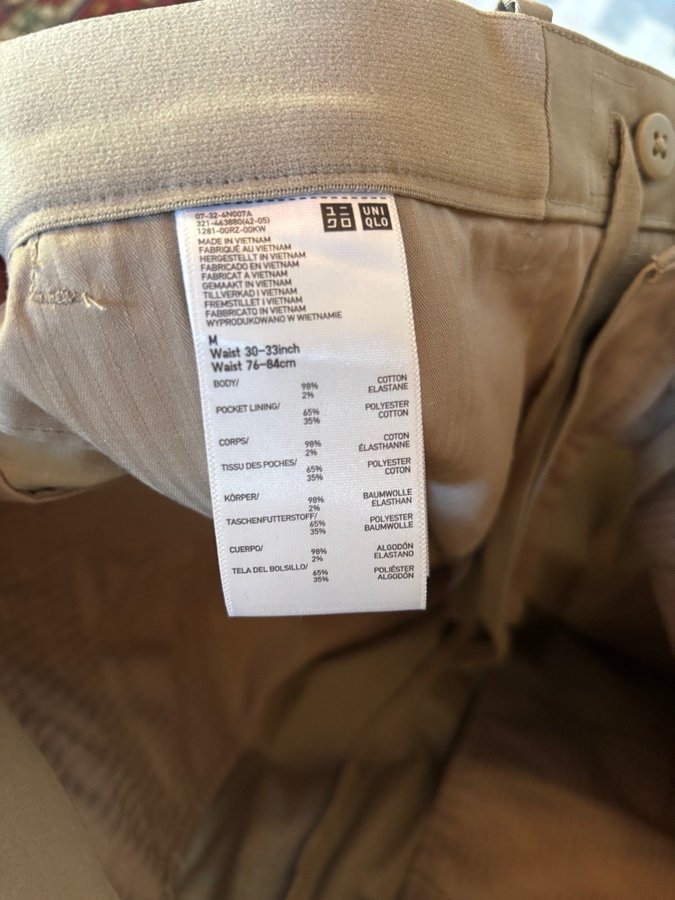 07-32-4N007A
321-463880(42-05)
1281-00RZ-00KW
ユニ UNI
クロ QLO
MADE IN VIETNAM
FABRIQUÉ AU VIETNAM
HERGESTELLT IN VIETNAM
FABRICADO EN VIETNAM
FABRICAT A VIETNAM
GEMAAKT IN VIETNAM
TILLVERKAD I VIETNAM
FREMSTILLET I VIETNAM
FABBRICATO IN VIETNAM
WYPRODUKOWANO W WIETNAMIE
M
Waist 30-33inch
Waist 76-84cm
BODY/ 98% COTTON
2% ELASTANE
POCKET LINING/ 65% POLYESTER
35% COTTON
CORPS/ 98% COTON
2% ÉLASTHANNE
TISSU DES POCHES/ 65% POLYESTER
35% COTON
KÖRPER/ 98% BAUMWOLLE
2% ELASTHAN
TASCHENFUTTERSTOFF/ 65% POLYESTER
35% BAUMWOLLE
CUERPO/ 98% ALGODÓN
2% ELASTANO
TELA DEL BOLSILLO/ 65% POLIÉSTER
35% ALGODÓN